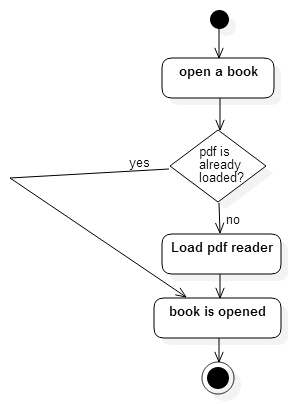 open a book
pdf is
already
loaded?
yes
no
Load pdf reader
book is opened